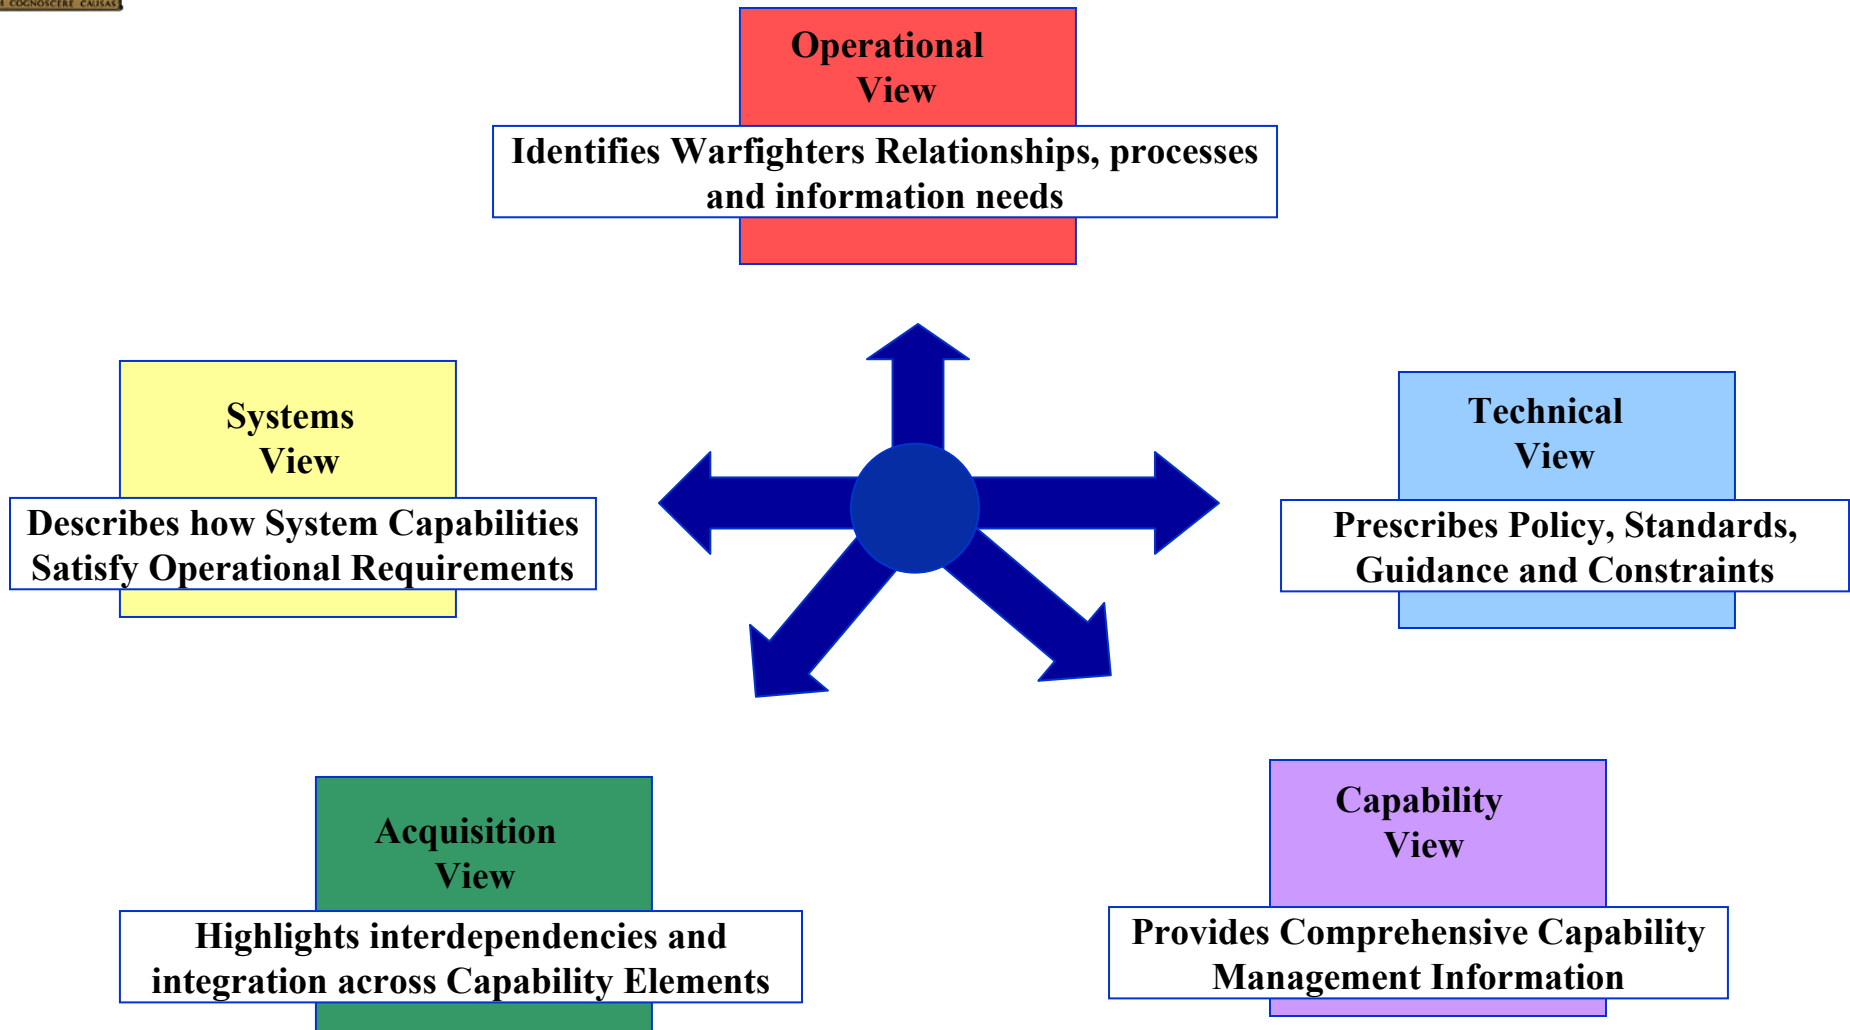 COGNOSCERE CAUSAS
Operational
View
Identifies Warfighters Relationships, processes
and information needs
Systems
View
Describes how System Capabilities
Satisfy Operational Requirements
Technical
View
Prescribes Policy, Standards,
Guidance and Constraints
Acquisition
View
Highlights interdependencies and
integration across Capability Elements
Capability
View
Provides Comprehensive Capability
Management Information